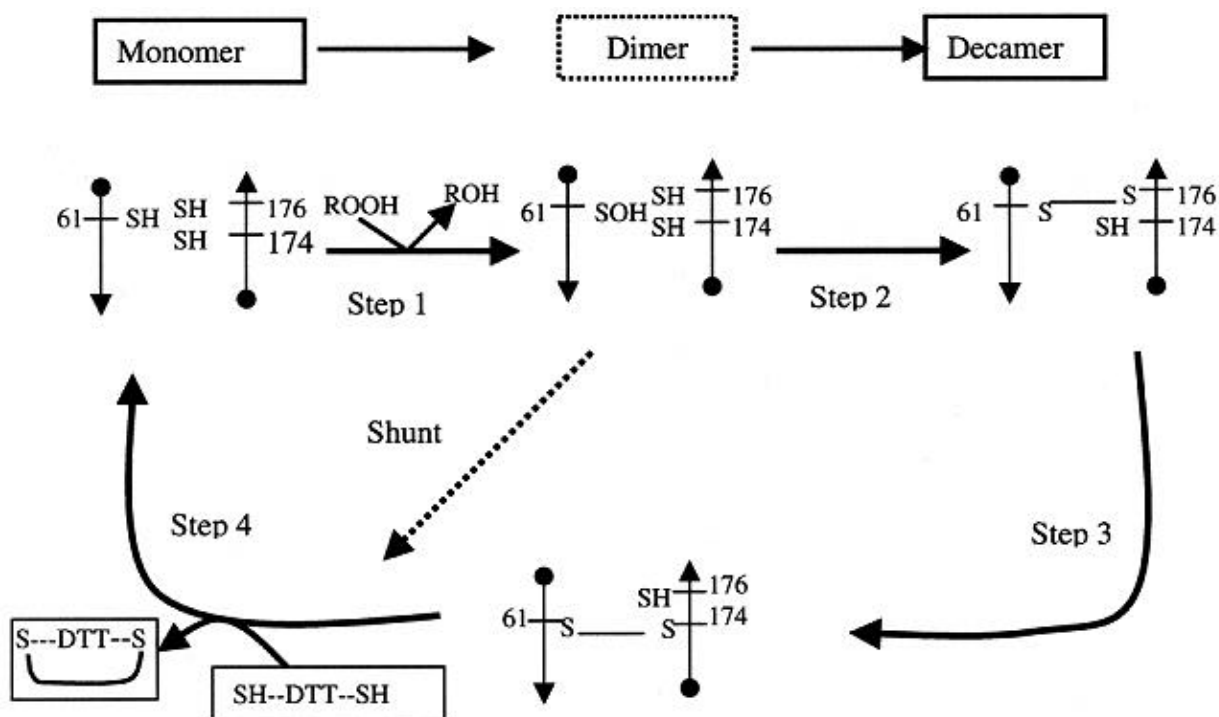 Monomer Dimer Decamer
61 SH SH 176 ROOH ROH 61 SOH SH 176 61 S S 176
SH 174 SH 174 SH 174
Step 1 Step 2
Shunt
Step 4 Step 3
61 S S SH 176
174
S---DTT--S
SH--DTT--SH